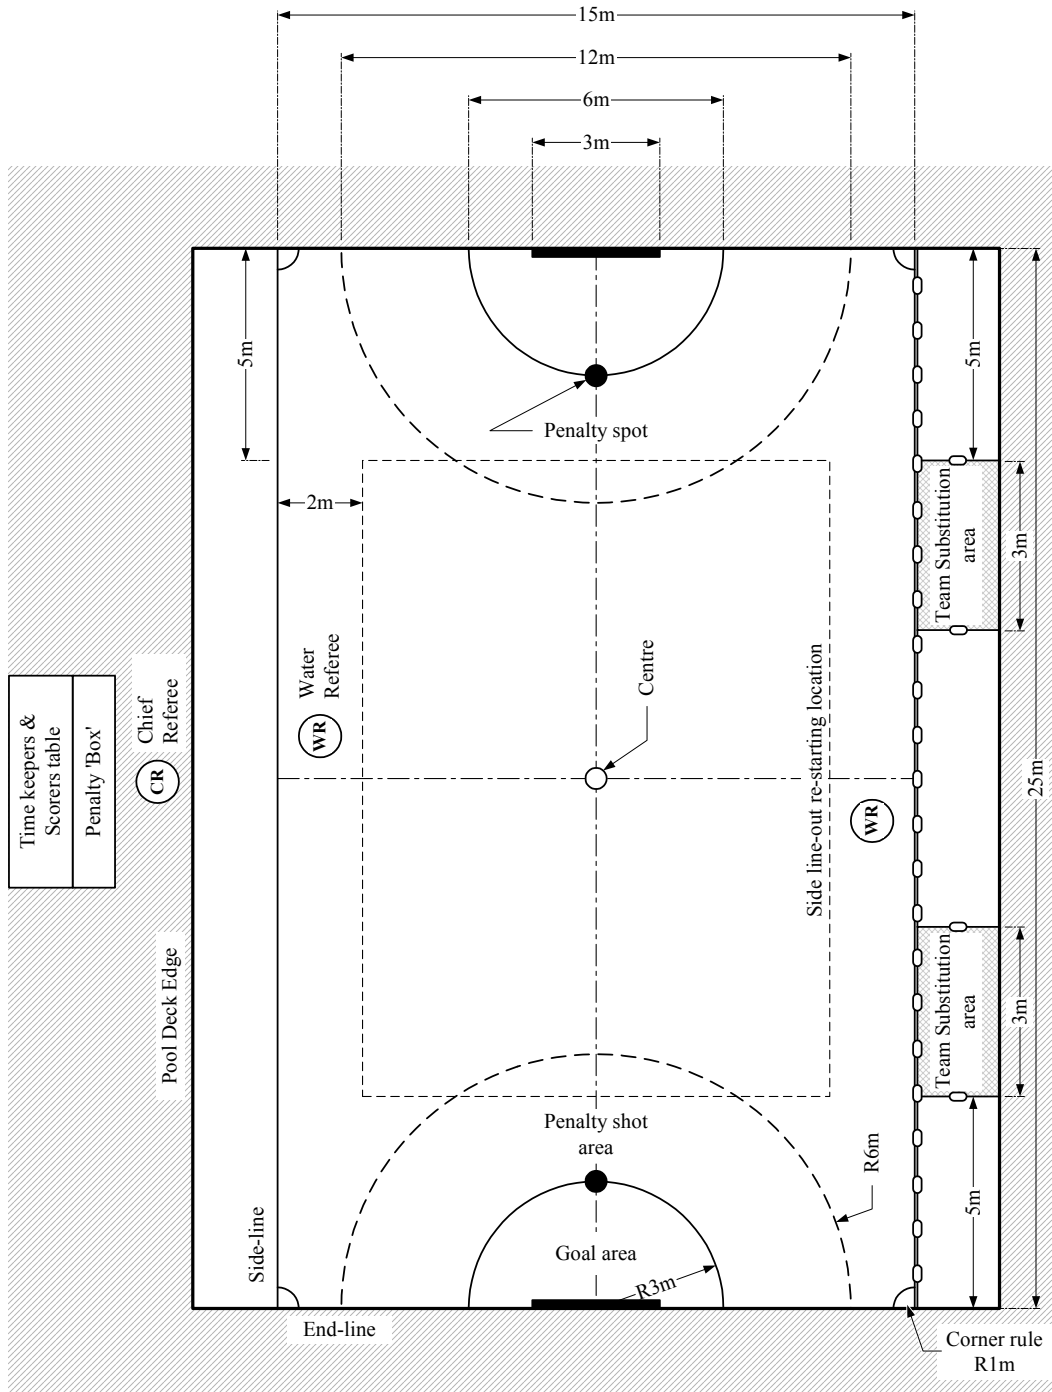 15m
12m
6m
3m
5m
5m
Penalty spot
2m
Team Substitution
area
3m
Water
Referee
WR
Centre
Side line-out re-starting location
Chief
Referee
CR
Time keepers &
Scorers table
Penalty 'Box'
25m
WR
Pool Deck Edge
Team Substitution
area
3m
Penalty shot
area
R6m
5m
Side-line
Goal area
R3m
End-line
Corner rule
R1m